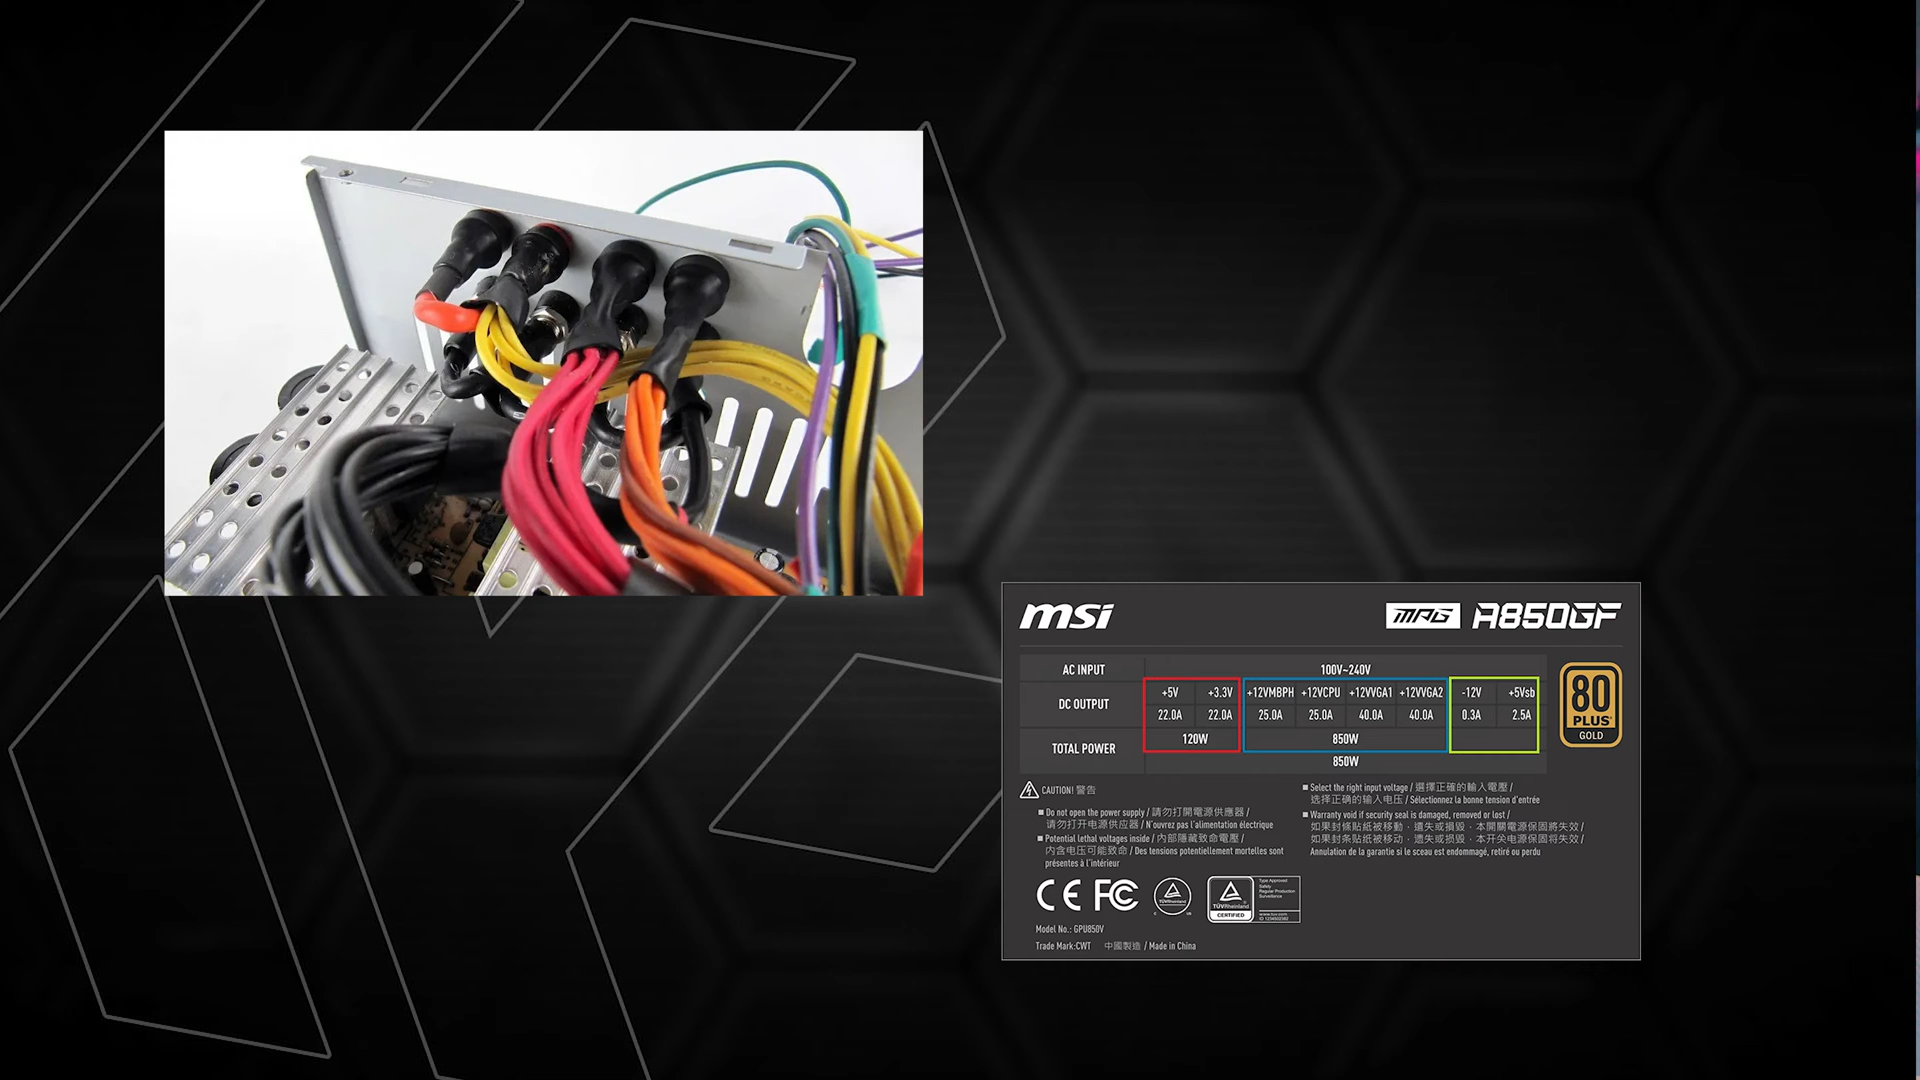 msi
MPG A850GF
AC INPUT 100V~240V
DC OUTPUT +5V +3.3V +12VMBPH +12VCPU +12VVGA1 +12VVGA2 -12V +5Vsb
22.0A 22.0A 25.0A 25.0A 40.0A 40.0A 0.3A 2.5A
TOTAL POWER 120W 850W
850W
80
PLUS
GOLD
CAUTION! 警告
■ Do not open the power supply / 請勿打開電源供應器 /
请勿打开电源供应器 / N'ouvrez pas l'alimentation électrique
■ Potential lethal voltages inside / 內部隱藏致命電壓 /
内含电压可能致命 / Des tensions potentiellement mortelles sont
présentes à l'intérieur
■ Select the right input voltage / 選擇正確的輸入電壓 /
选择正确的输入电压 / Sélectionnez la bonne tension d'entrée
■ Warranty void if security seal is damaged, removed or lost /
如果封條貼紙被移動，遺失或損毀，本開關電源保固將失效 /
如果封条贴纸被移动，遗失或损毁，本开关电源保固将失效 /
Annulation de la garantie si le sceau est endommagé, retiré ou perdu
CE FC
TÜVRheinland
TÜVRheinland
CERTIFIED
Type Approved
Safety
Regular Production
Surveillance
www.tuv.com
Model No.: GPU850V
Trade Mark:CWT 中國製造 / Made in China